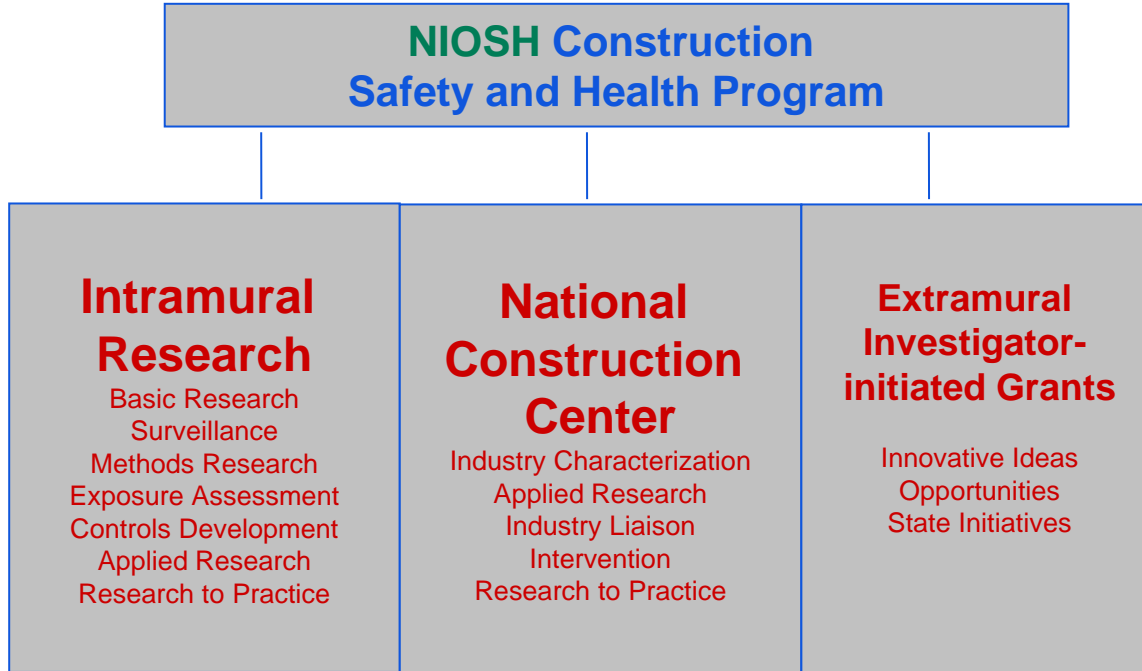 NIOSH Construction
Safety and Health Program
Intramural
Research
Basic Research
Surveillance
Methods Research
Exposure Assessment
Controls Development
Applied Research
Research to Practice
National
Construction
Center
Industry Characterization
Applied Research
Industry Liaison
Intervention
Research to Practice
Extramural
Investigator-
initiated Grants
Innovative Ideas
Opportunities
State Initiatives